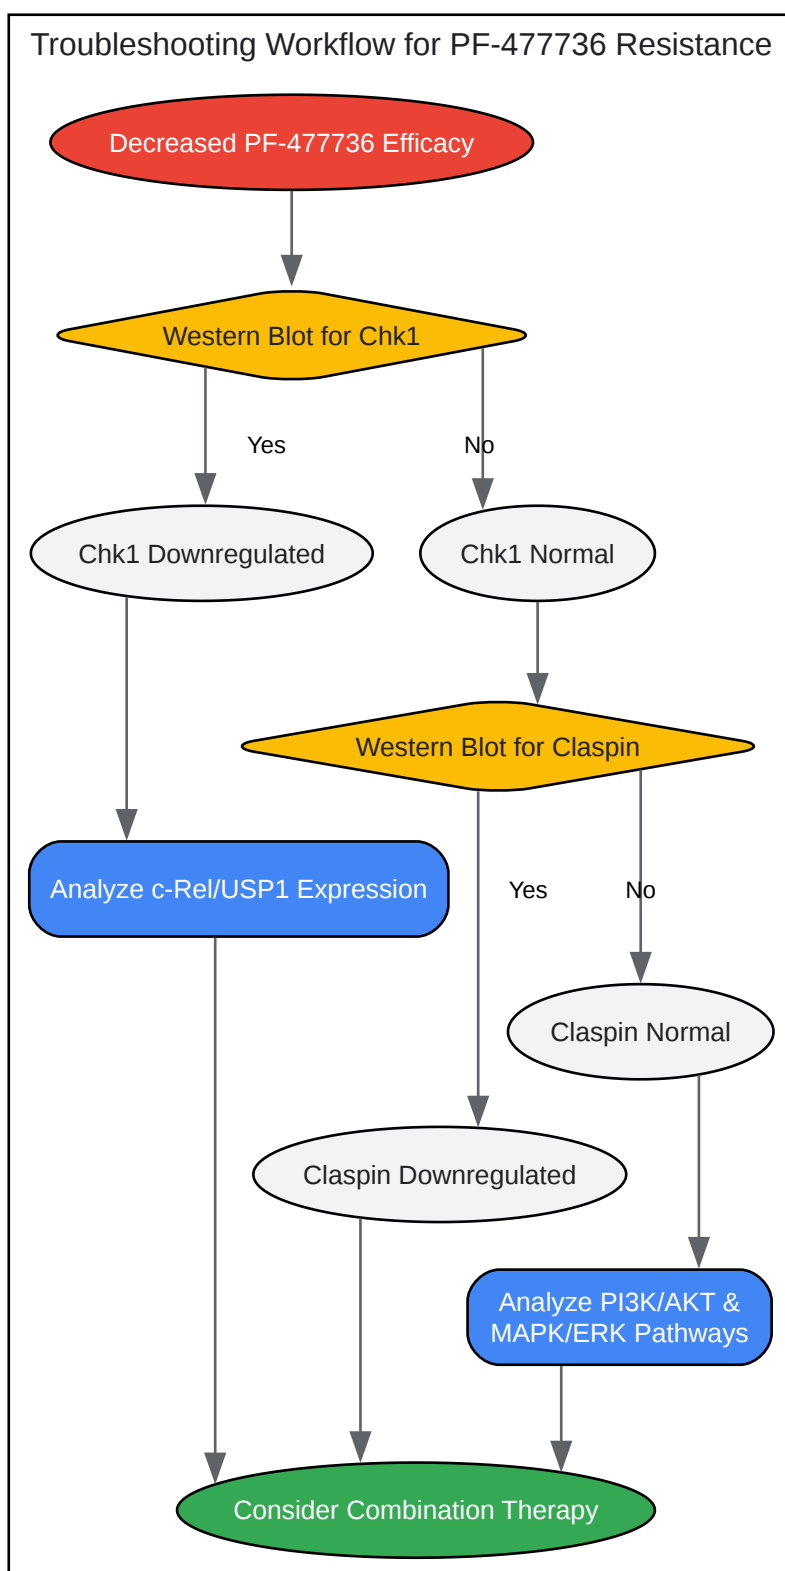 Troubleshooting Workflow for PF-477736 Resistance
Decreased PF-477736 Efficacy
Western Blot for Chk1
Yes
No
Chk1 Downregulated
Chk1 Normal
Western Blot for Claspin
Analyze c-Rel/USP1 Expression
Yes
No
Claspin Normal
Claspin Downregulated
Analyze PI3K/AKT &
MAPK/ERK Pathways
Consider Combination Therapy